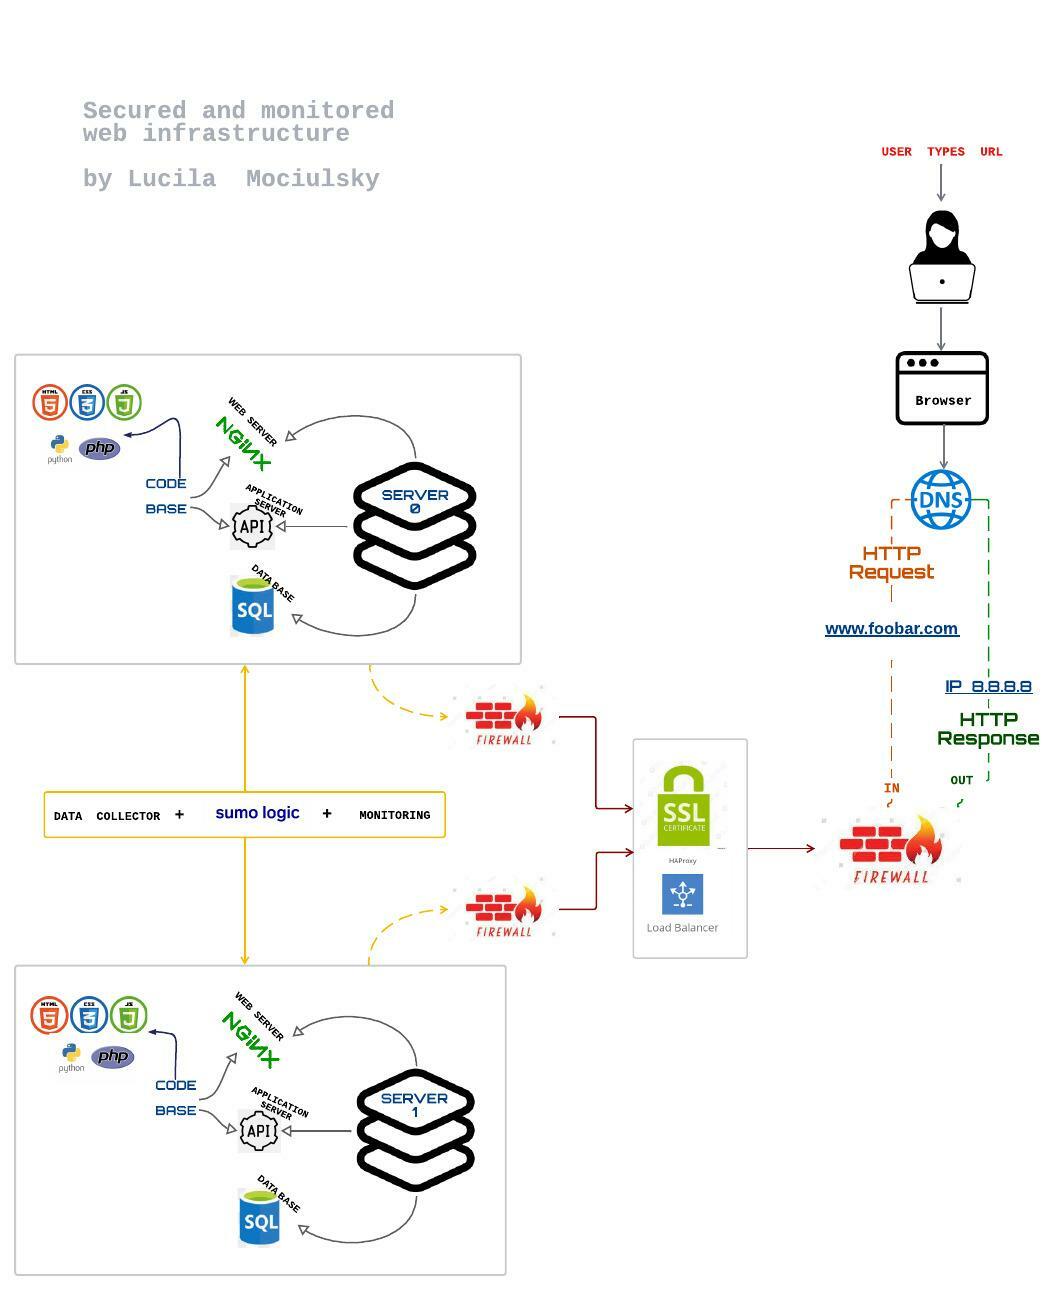 Secured and monitored
web infrastructure
by Lucila Mociulsky
USER TYPES URL
Browser
DNS
HTTP
Request
www.foobar.com
IP 8.8.8.8
HTTP
Response
IN
OUT
FIREWALL
HTML
CSS
JS
python
php
CODE
BASE
WEB SERVER
NGINX
APPLICATION
SERVER
API
DATA BASE
SQL
SERVER
0
FIREWALL
DATA COLLECTOR + sumo logic + MONITORING
SSL
CERTIFICATE
HAProxy
Load Balancer
FIREWALL
HTML
CSS
JS
python
php
CODE
BASE
WEB SERVER
NGINX
APPLICATION
SERVER
API
DATA BASE
SQL
SERVER
1